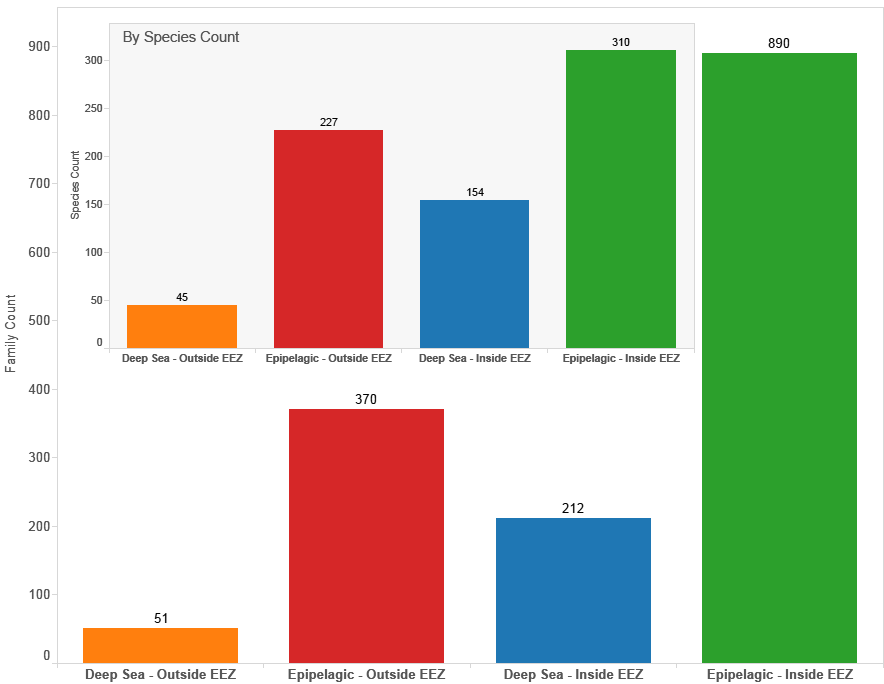 By Species Count
Species Count
300
250
200
150
100
50
0
45
227
154
310
Deep Sea - Outside EEZ
Epipelagic - Outside EEZ
Deep Sea - Inside EEZ
Epipelagic - Inside EEZ
Family Count
900
800
700
600
500
400
300
200
100
0
51
370
212
890
Deep Sea - Outside EEZ
Epipelagic - Outside EEZ
Deep Sea - Inside EEZ
Epipelagic - Inside EEZ